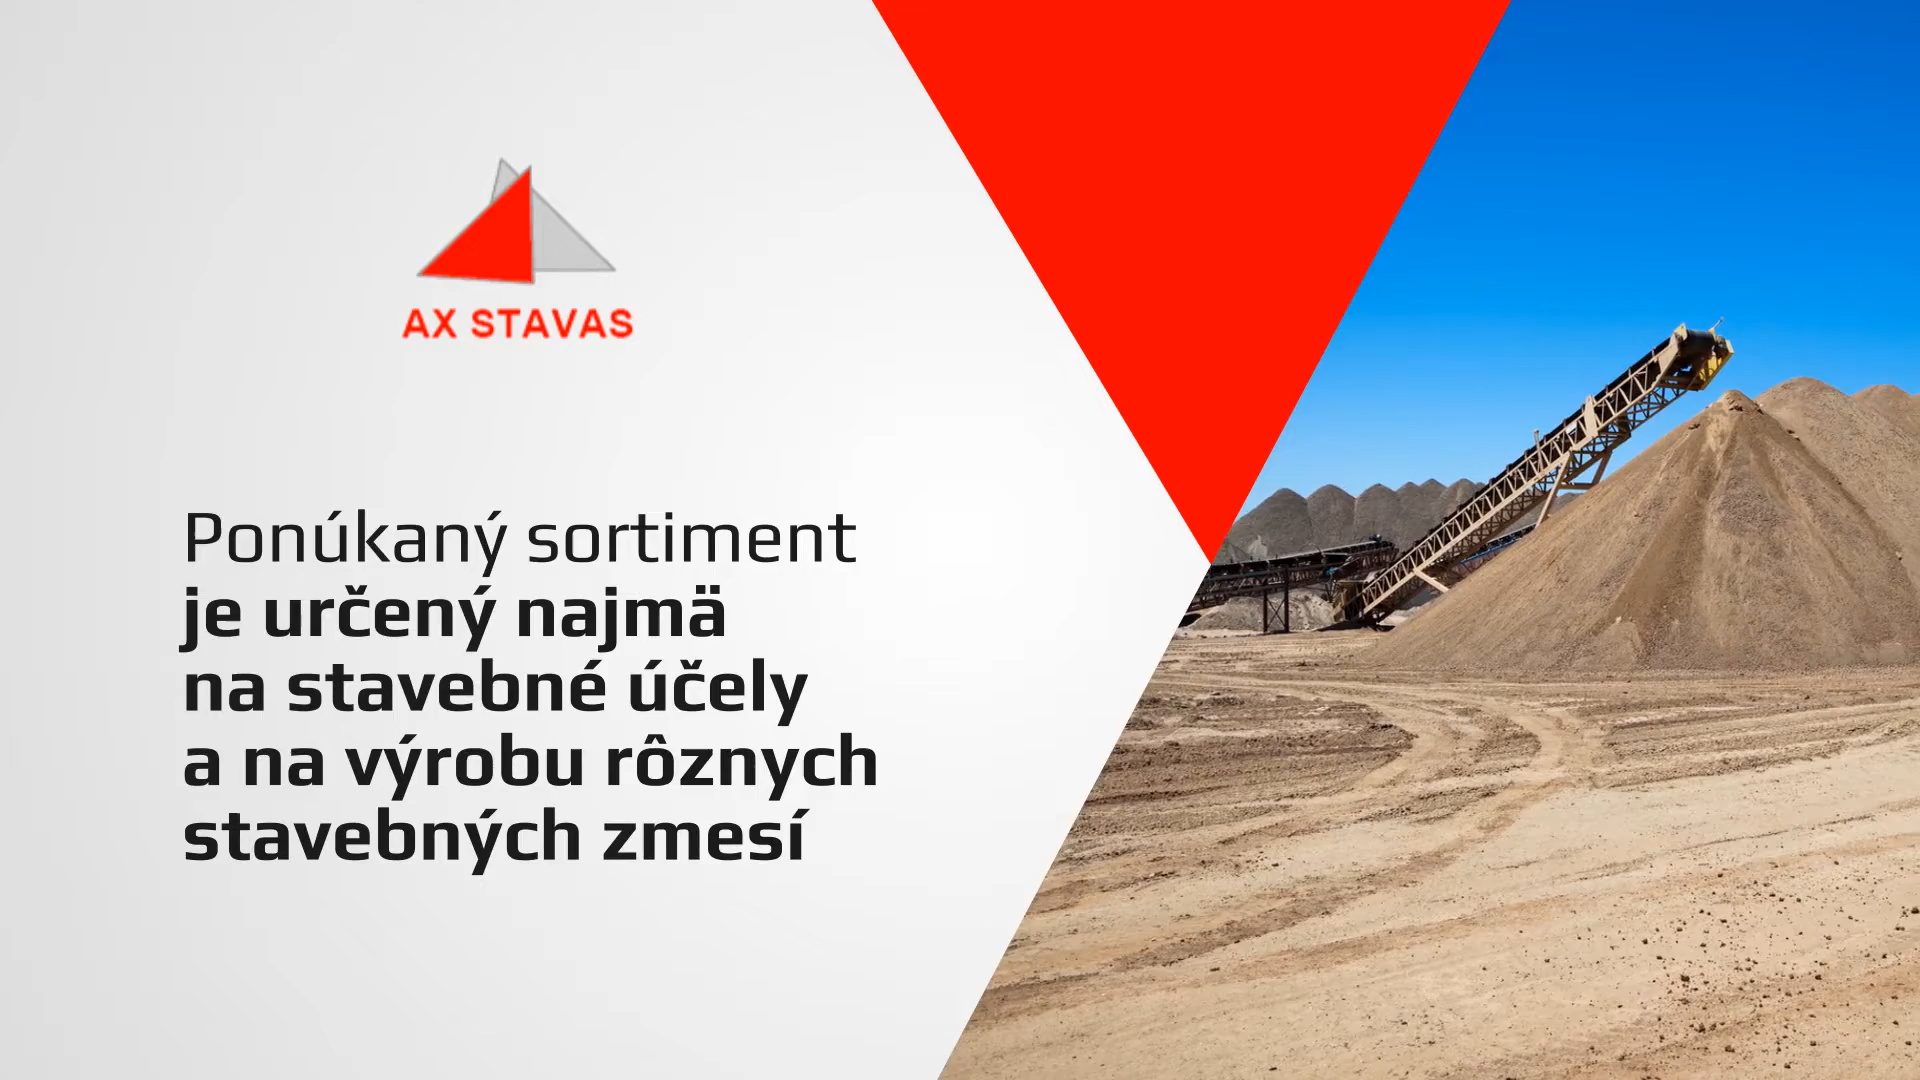 AX STAVAS
Ponúkaný sortiment
je určený najmä
na stavebné účely
a na výrobu rôznych
stavebných zmesí